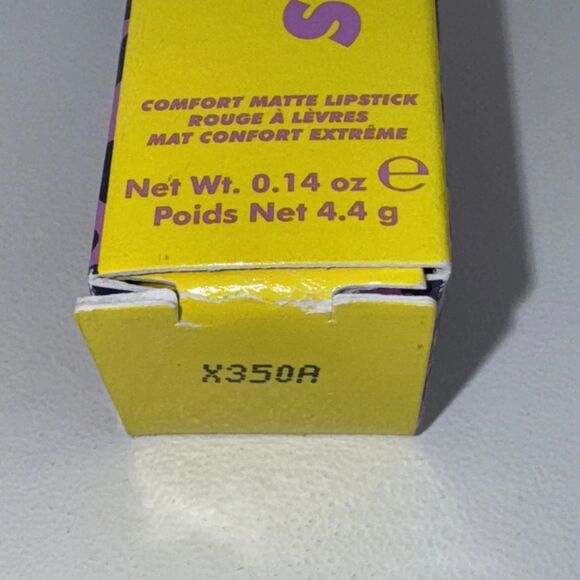 S
COMFORT MATTE LIPSTICK
ROUGE À LÈVRES
MAT CONFORT EXTRÊME
Net Wt. 0.14 oz ℮
Poids Net 4.4 g
X350A